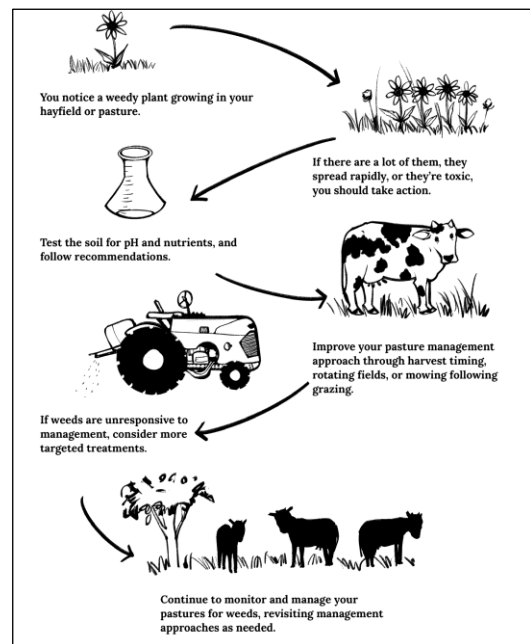 You notice a weedy plant growing in your
hayfield or pasture.
If there are a lot of them, they
spread rapidly, or they're toxic,
you should take action.
Test the soil for pH and nutrients, and
follow recommendations.
Improve your pasture management
approach through harvest timing,
rotating fields, or mowing following
grazing.
If weeds are unresponsive to
management, consider more
targeted treatments.
Continue to monitor and manage your
pastures for weeds, revisiting management
approaches as needed.